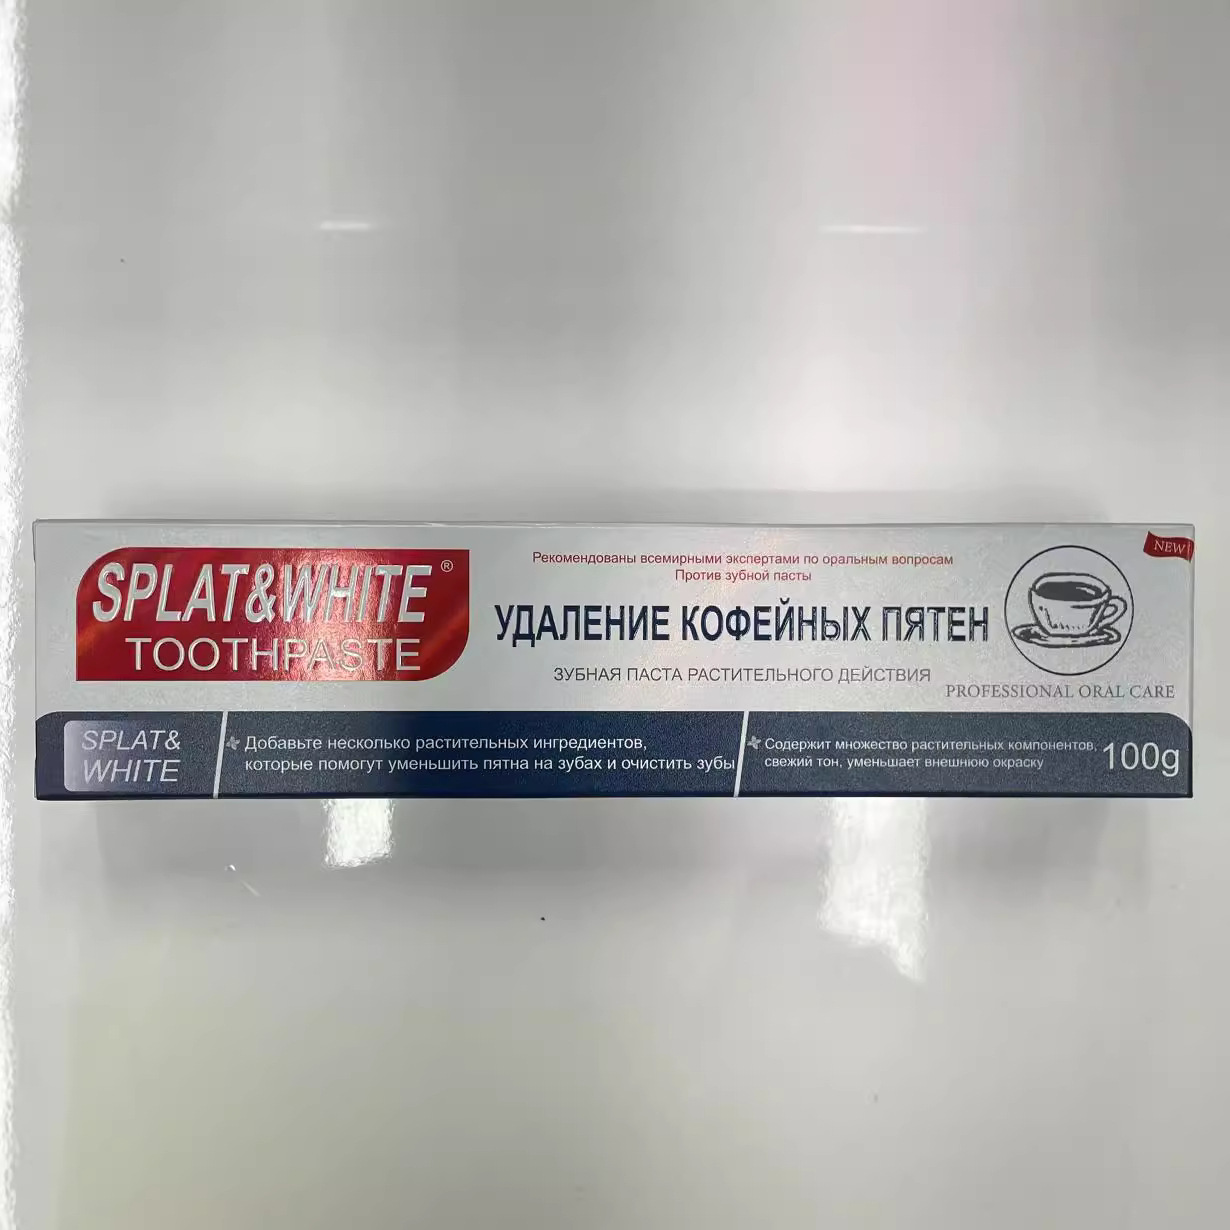 SPLAT&WHITE®
TOOTHPASTE
Рекомендованы всемирными экспертами по оральным вопросам
Против зубной пасты
УДАЛЕНИЕ КОФЕЙНЫХ ПЯТЕН
ЗУБНАЯ ПАСТА РАСТИТЕЛЬНОГО ДЕЙСТВИЯ
NEW
PROFESSIONAL ORAL CARE
SPLAT&
WHITE
Добавьте несколько растительных ингредиентов,
которые помогут уменьшить пятна на зубах и очистить зубы
Содержит множество растительных компонентов,
свежий тон, уменьшает внешнюю окраску
100g